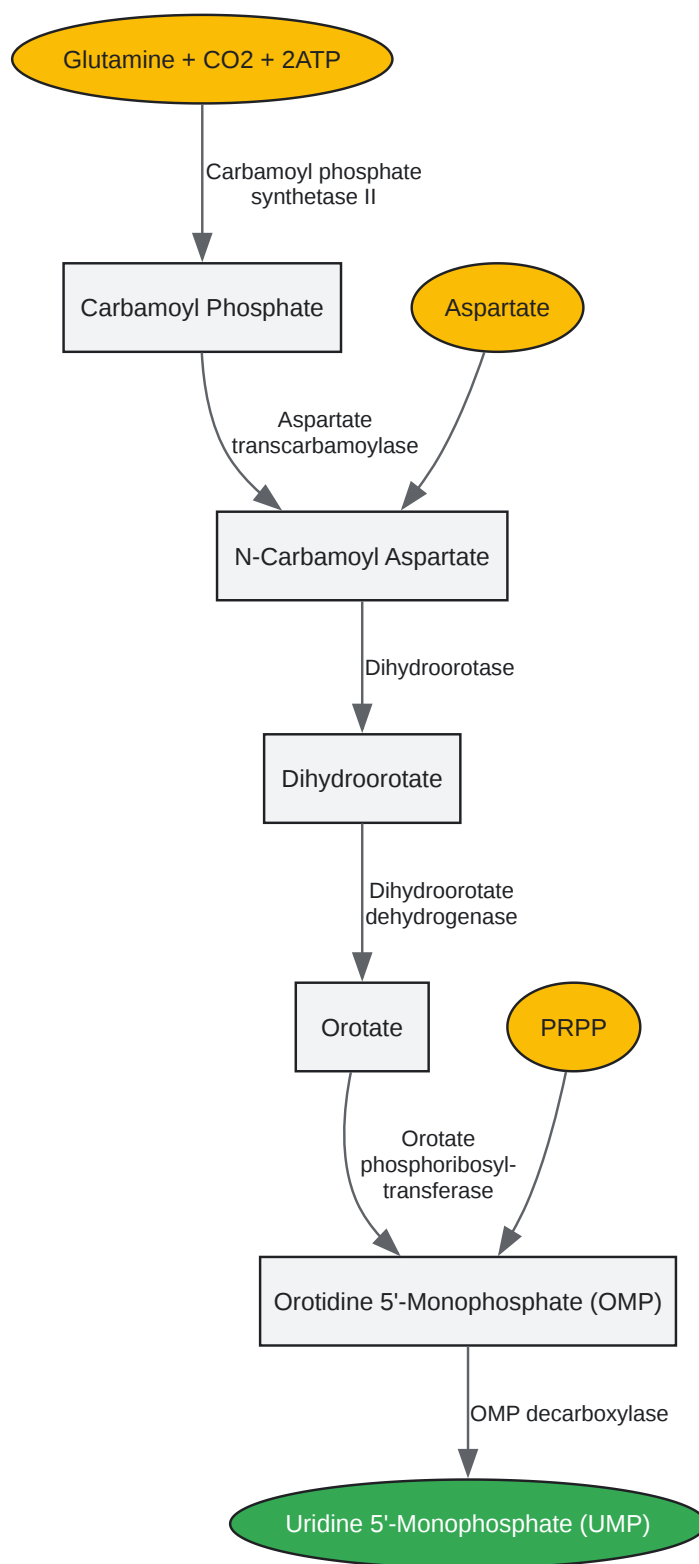 Glutamine + CO2 + 2ATP
Carbamoyl phosphate
synthetase II
Carbamoyl Phosphate
Aspartate
Aspartate
transcarbamoylase
N-Carbamoyl Aspartate
Dihydroorotase
Dihydroorotate
Dihydroorotate
dehydrogenase
Orotate
PRPP
Orotate
phosphoribosyl-
transferase
Orotidine 5'-Monophosphate (OMP)
OMP decarboxylase
Uridine 5'-Monophosphate (UMP)